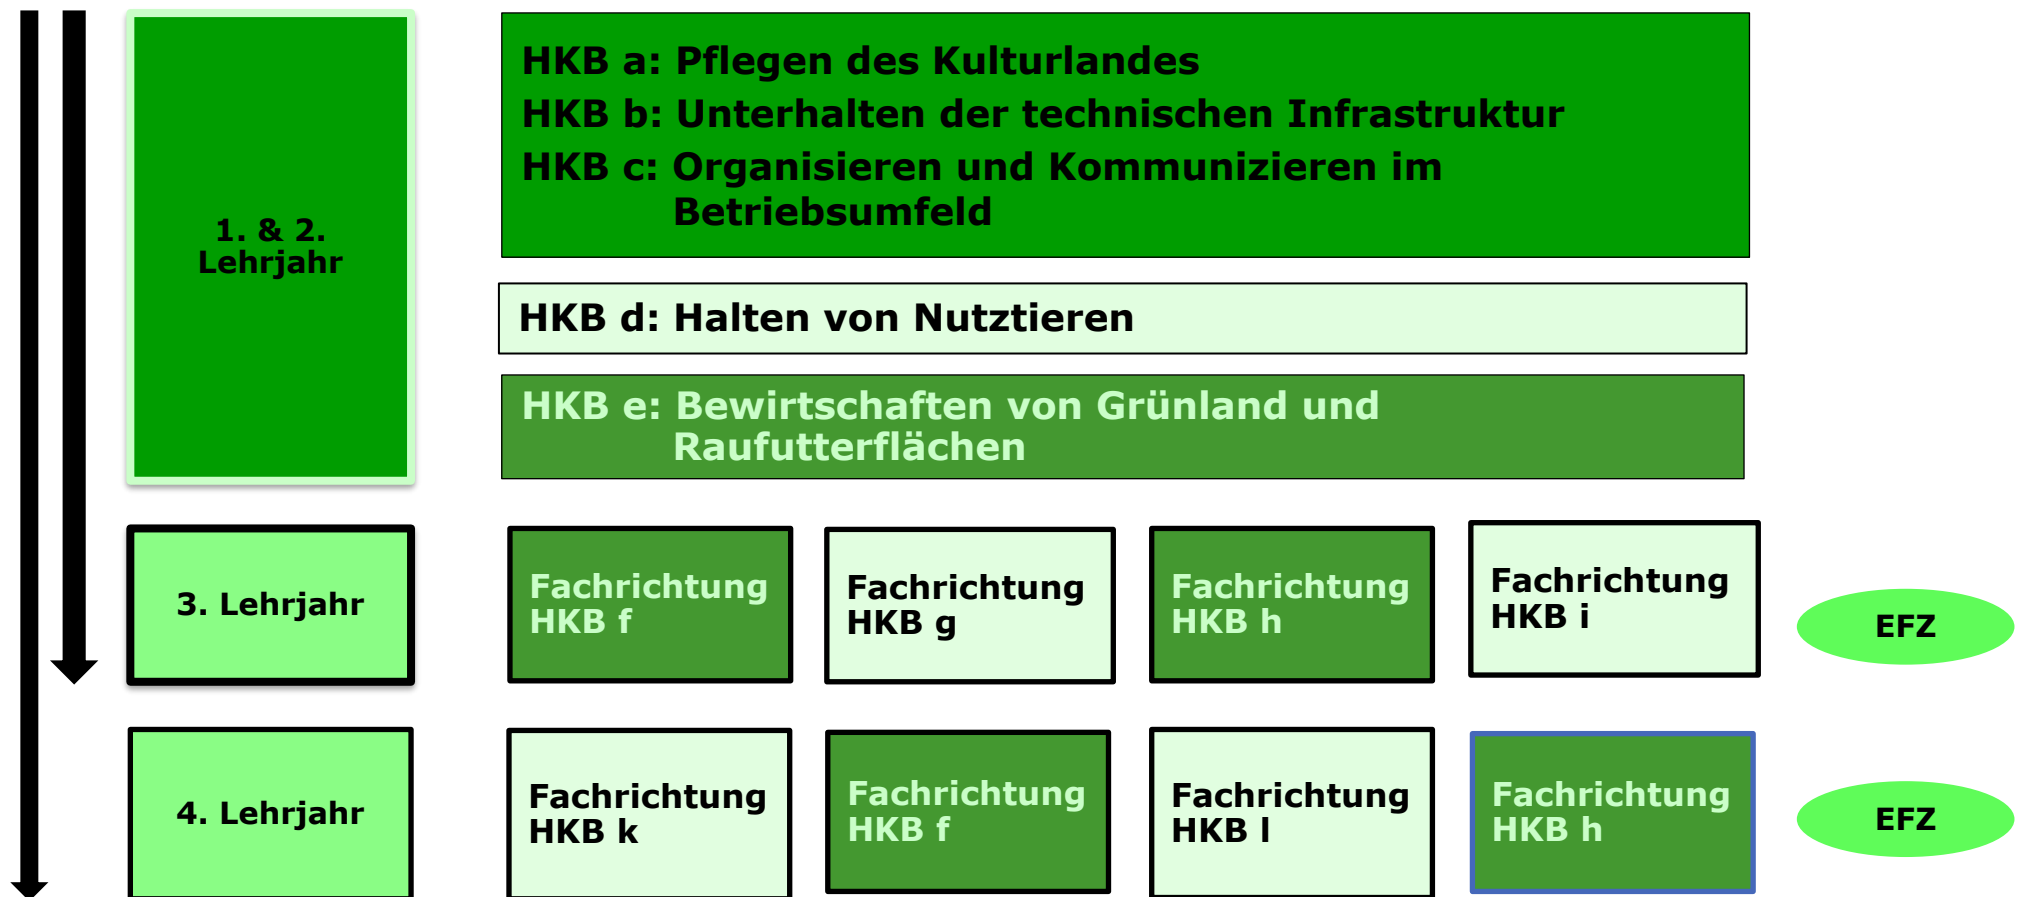 1. & 2.
Lehrjahr
HKB a: Pflegen des Kulturlandes
HKB b: Unterhalten der technischen Infrastruktur
HKB c: Organisieren und Kommunizieren im
Betriebsumfeld
HKB d: Halten von Nutztieren
HKB e: Bewirtschaften von Grünland und
Raufutterflächen
3. Lehrjahr
Fachrichtung
HKB f
Fachrichtung
HKB g
Fachrichtung
HKB h
Fachrichtung
HKB i
EFZ
4. Lehrjahr
Fachrichtung
HKB k
Fachrichtung
HKB f
Fachrichtung
HKB l
Fachrichtung
HKB h
EFZ